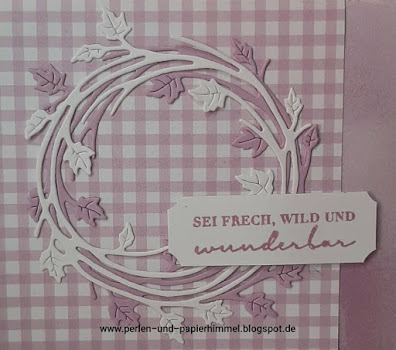 SEI FRECH, WILD UND
wunderbar
www.perlen-und-papierhimmel.blogspot.de